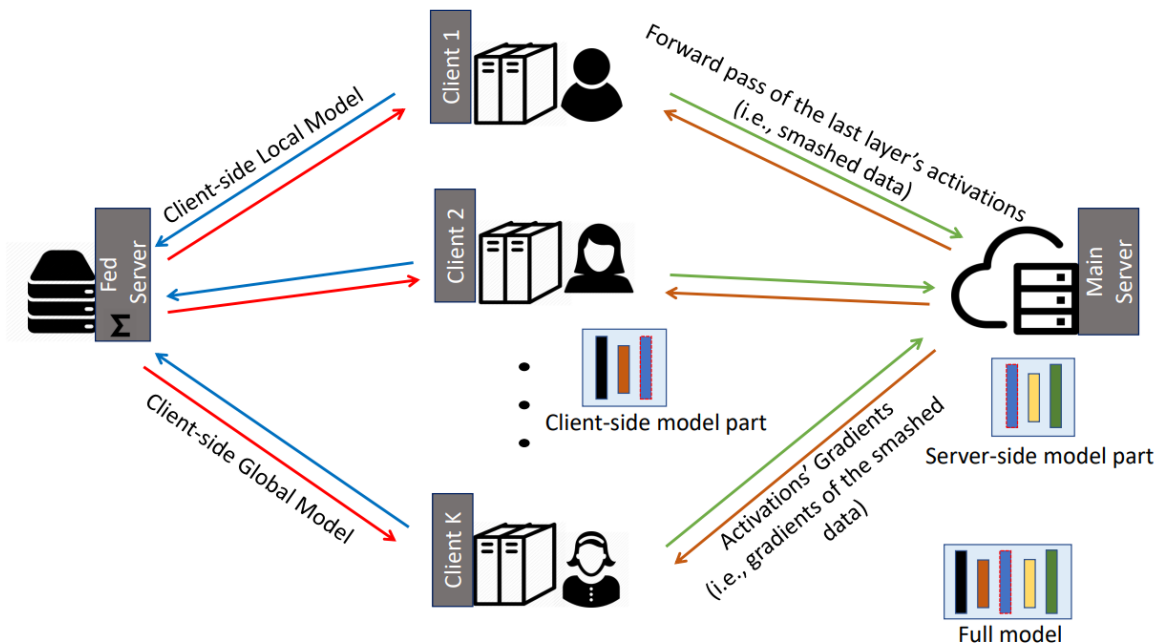 Client 1
Forward pass of the last layer's activations
(i.e., smashed data)
Client-side Local Model
Fed
Server
Σ
Client 2
Main
Server
Client-side model part
Server-side model part
Client-side Global Model
Activations' Gradients
(i.e., gradients of the smashed
data)
Client K
Full model